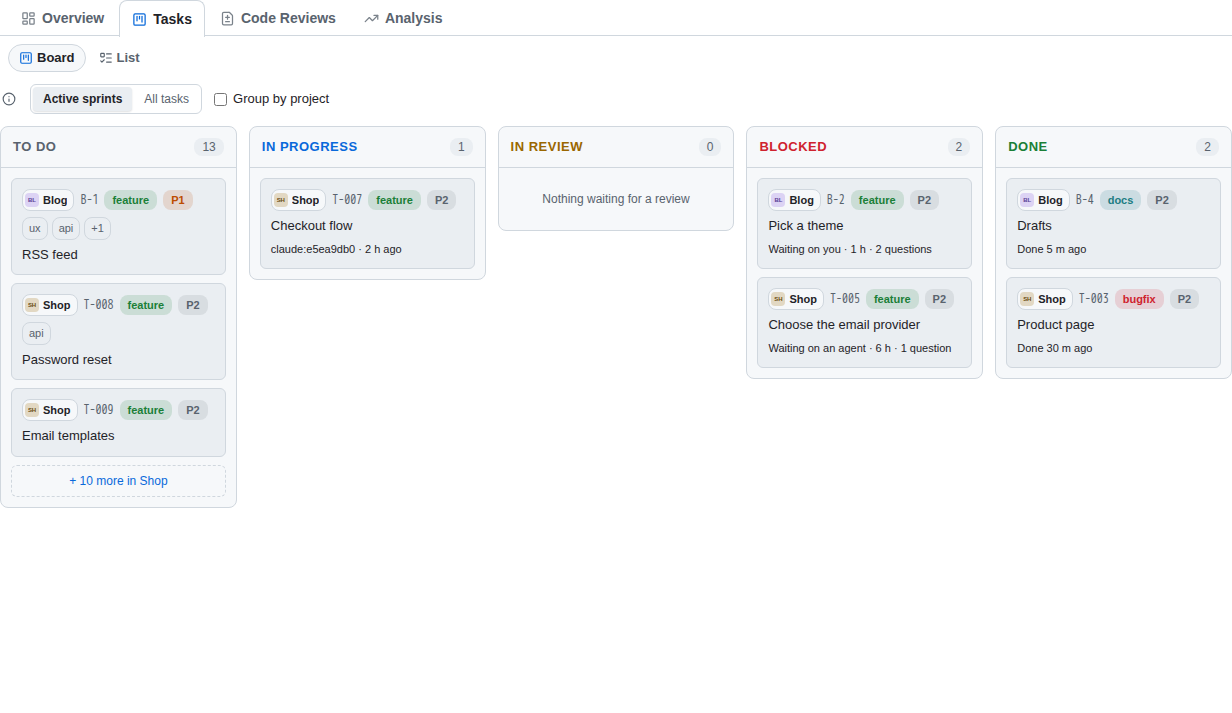 Overview Tasks Code Reviews Analysis
Board List
Active sprints All tasks Group by project
TO DO 13
BL Blog B-1 feature P1
ux api +1
RSS feed
SH Shop T-008 feature P2
api
Password reset
SH Shop T-009 feature P2
Email templates
+ 10 more in Shop
IN PROGRESS 1
SH Shop T-007 feature P2
Checkout flow
claude:e5ea9db0 · 2 h ago
IN REVIEW 0
Nothing waiting for a review
BLOCKED 2
BL Blog B-2 feature P2
Pick a theme
Waiting on you · 1 h · 2 questions
SH Shop T-005 feature P2
Choose the email provider
Waiting on an agent · 6 h · 1 question
DONE 2
BL Blog B-4 docs P2
Drafts
Done 5 m ago
SH Shop T-003 bugfix P2
Product page
Done 30 m ago